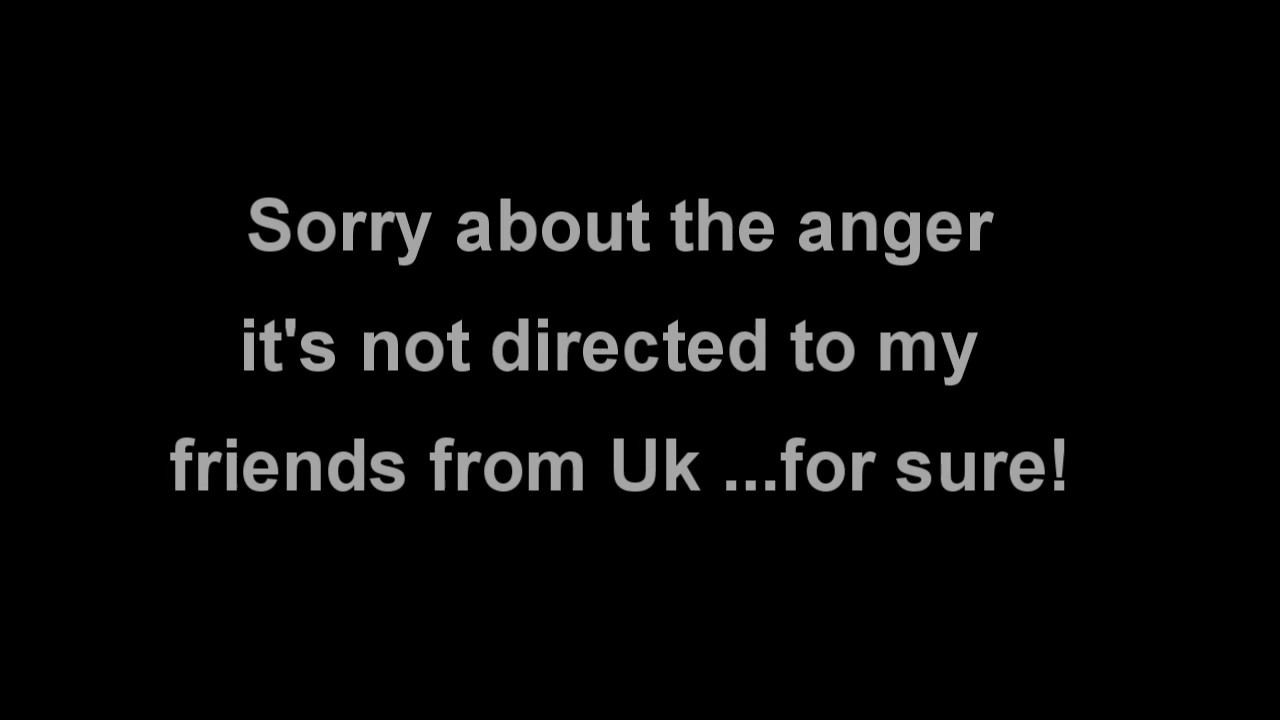 Sorry about the anger
it's not directed to my
friends from Uk ...for sure!